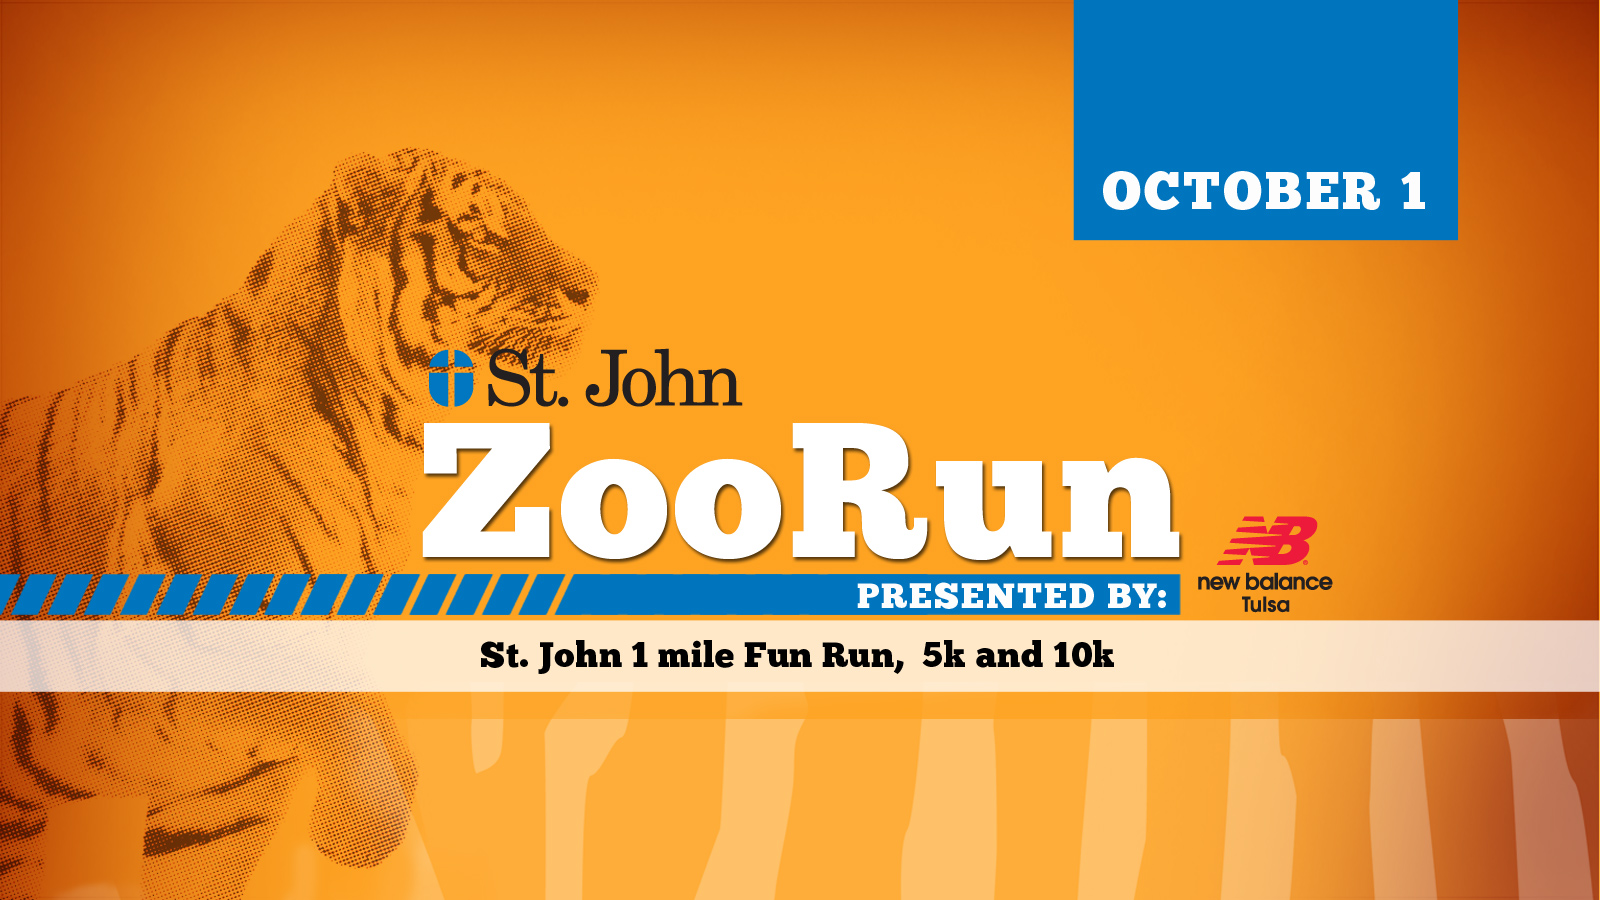 OCTOBER 1
St. John
ZooRun
PRESENTED BY:
NB
new balance
Tulsa
St. John 1 mile Fun Run, 5k and 10k